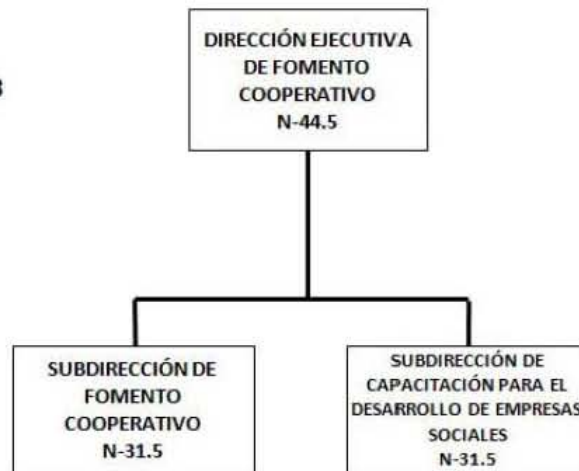 DIRECCIÓN EJECUTIVA
DE FOMENTO
COOPERATIVO
N-44.5
SUBDIRECCIÓN DE
FOMENTO
COOPERATIVO
N-31.5
SUBDIRECCIÓN DE
CAPACITACIÓN PARA EL
DESARROLLO DE EMPRESAS
SOCIALES
N-31.5